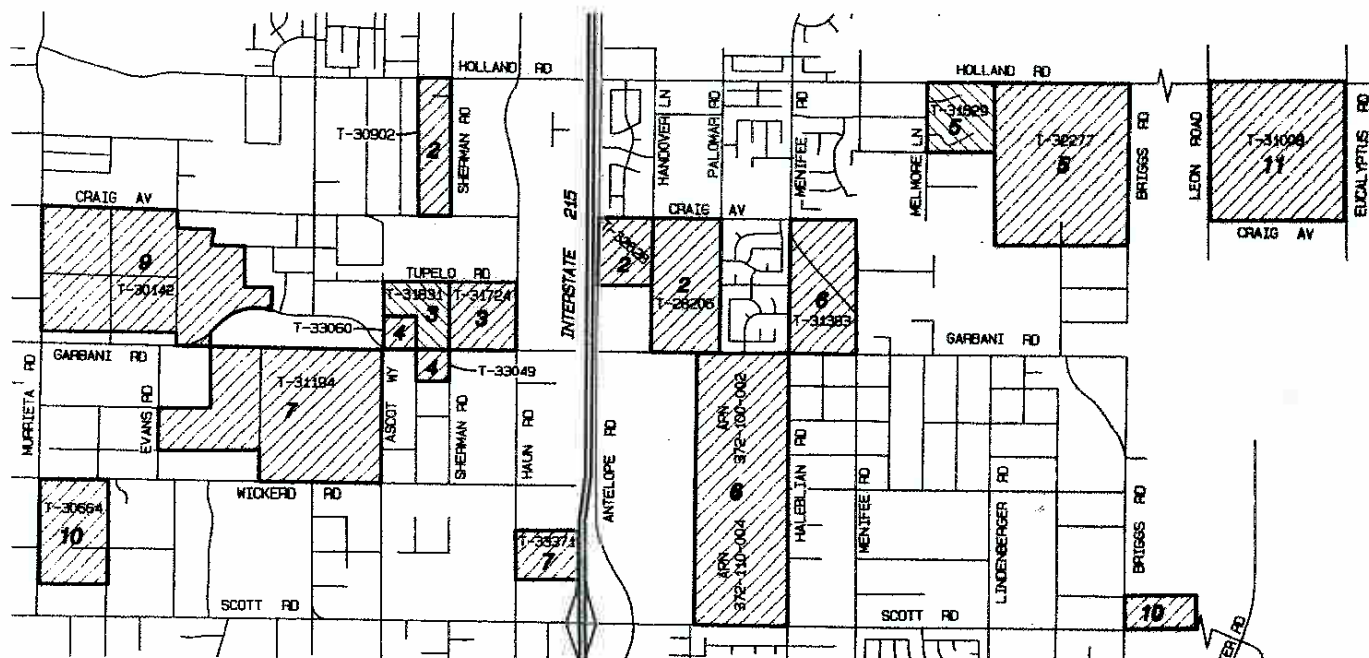 HOLLAND RD
HOLLAND RD
T-30902
2
SHERMAN RD
HANDOVER LN
PALOMAR RD
MENIFEE RD
MELMORE LN
5
T-32277
BRIGGS RD
LEON ROAD
T-31008
11
EUCALYPTUS RD
CRAIG AV
CRAIG AV
CRAIG AV
INTERSTATE 215
2
2
T-28206
6
T-31383
9
T-30142
TUPELO RD
T-31831
3
T-31724
3
T-33060
4
GARBANI RD
GARBANI RD
4
T-33049
MURRIETA RD
EVANS RD
T-31194
7
ASCOT WY
SHERMAN RD
HAUN RD
ANTELOPE RD
APN
372-100-002
6
APN
372-110-004
HALEBLIAN RD
MENIFEE RD
LINDENBERGER RD
BRIGGS RD
WICKERD RD
T-30664
10
T-33371
7
SCOTT RD
SCOTT RD
10